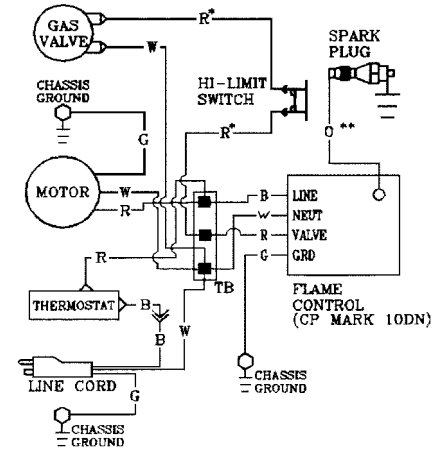 GAS
VALVE
R*
W
SPARK
PLUG
HI-LIMIT
SWITCH
CHASSIS
GROUND
G
R*
O **
MOTOR
W
R
B
LINE
W
NEUT
R
VALVE
G
GRD
R
TB
FLAME
CONTROL
(CP MARK 10DN)
THERMOSTAT
B
B
W
LINE CORD
G
CHASSIS
GROUND
CHASSIS
GROUND